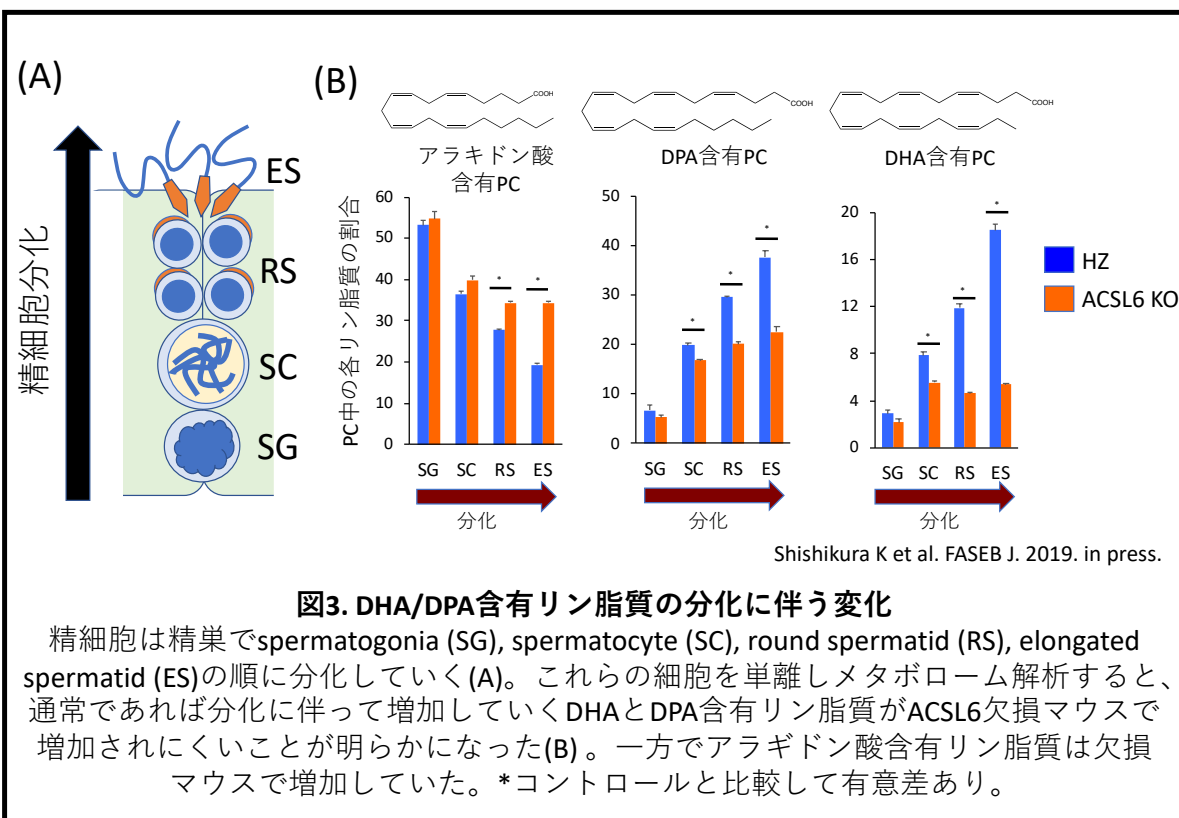 (A)
精細胞分化
ES
RS
SC
SG
(B)
COOH
アラキドン酸
含有PC
COOH
DPA含有PC
COOH
DHA含有PC
PC中の各リン脂質の割合
60
50
40
30
20
10
0
SG SC RS ES
分化
50
40
30
20
10
0
SG SC RS ES
分化
20
16
12
8
4
0
SG SC RS ES
分化
* *
* * *
* * *
HZ
ACSL6 KO
Shishikura K et al. FASEB J. 2019. in press.
図3. DHA/DPA含有リン脂質の分化に伴う変化
精細胞は精巣でspermatogonia (SG), spermatocyte (SC), round spermatid (RS), elongated
spermatid (ES)の順に分化していく(A)。これらの細胞を単離しメタボローム解析すると、
通常であれば分化に伴って増加していくDHAとDPA含有リン脂質がACSL6欠損マウスで
増加されにくいことが明らかになった(B) 。一方でアラギドン酸含有リン脂質は欠損
マウスで増加していた。*コントロールと比較して有意差あり。